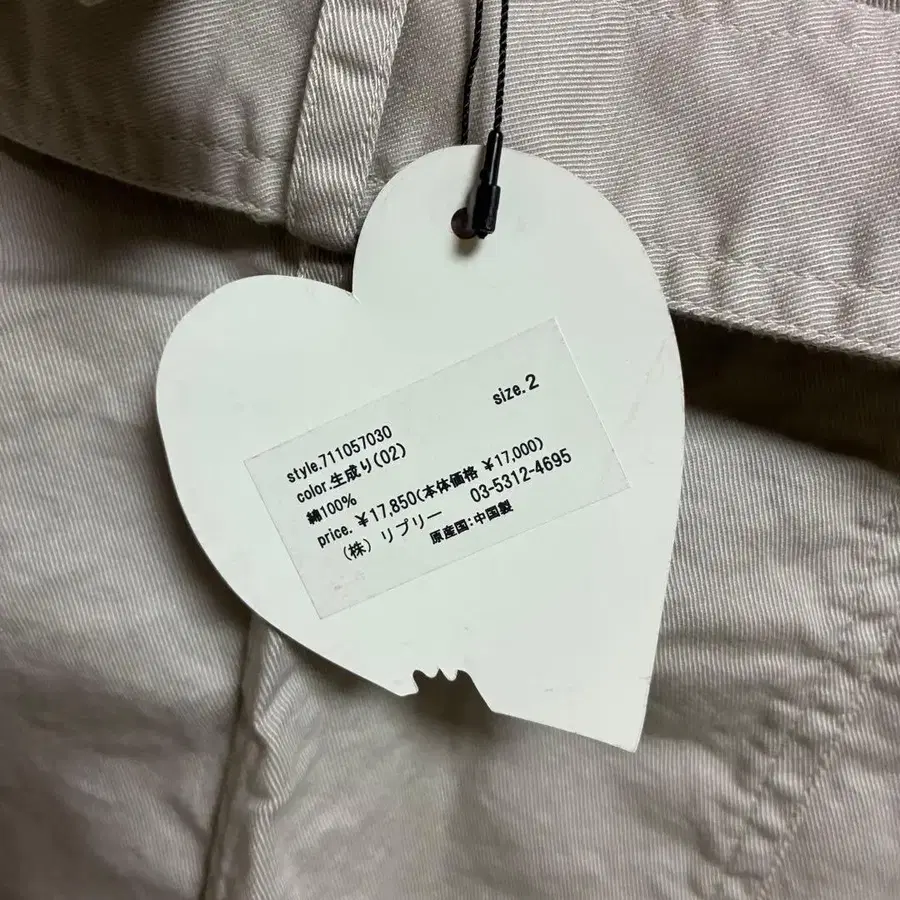 size.2
style.711057030
color.生成り(02)
綿100%
price. ¥17,850(本体価格 ¥17,000)
(株) リブリー 03-5312-4695
原産国:中国製